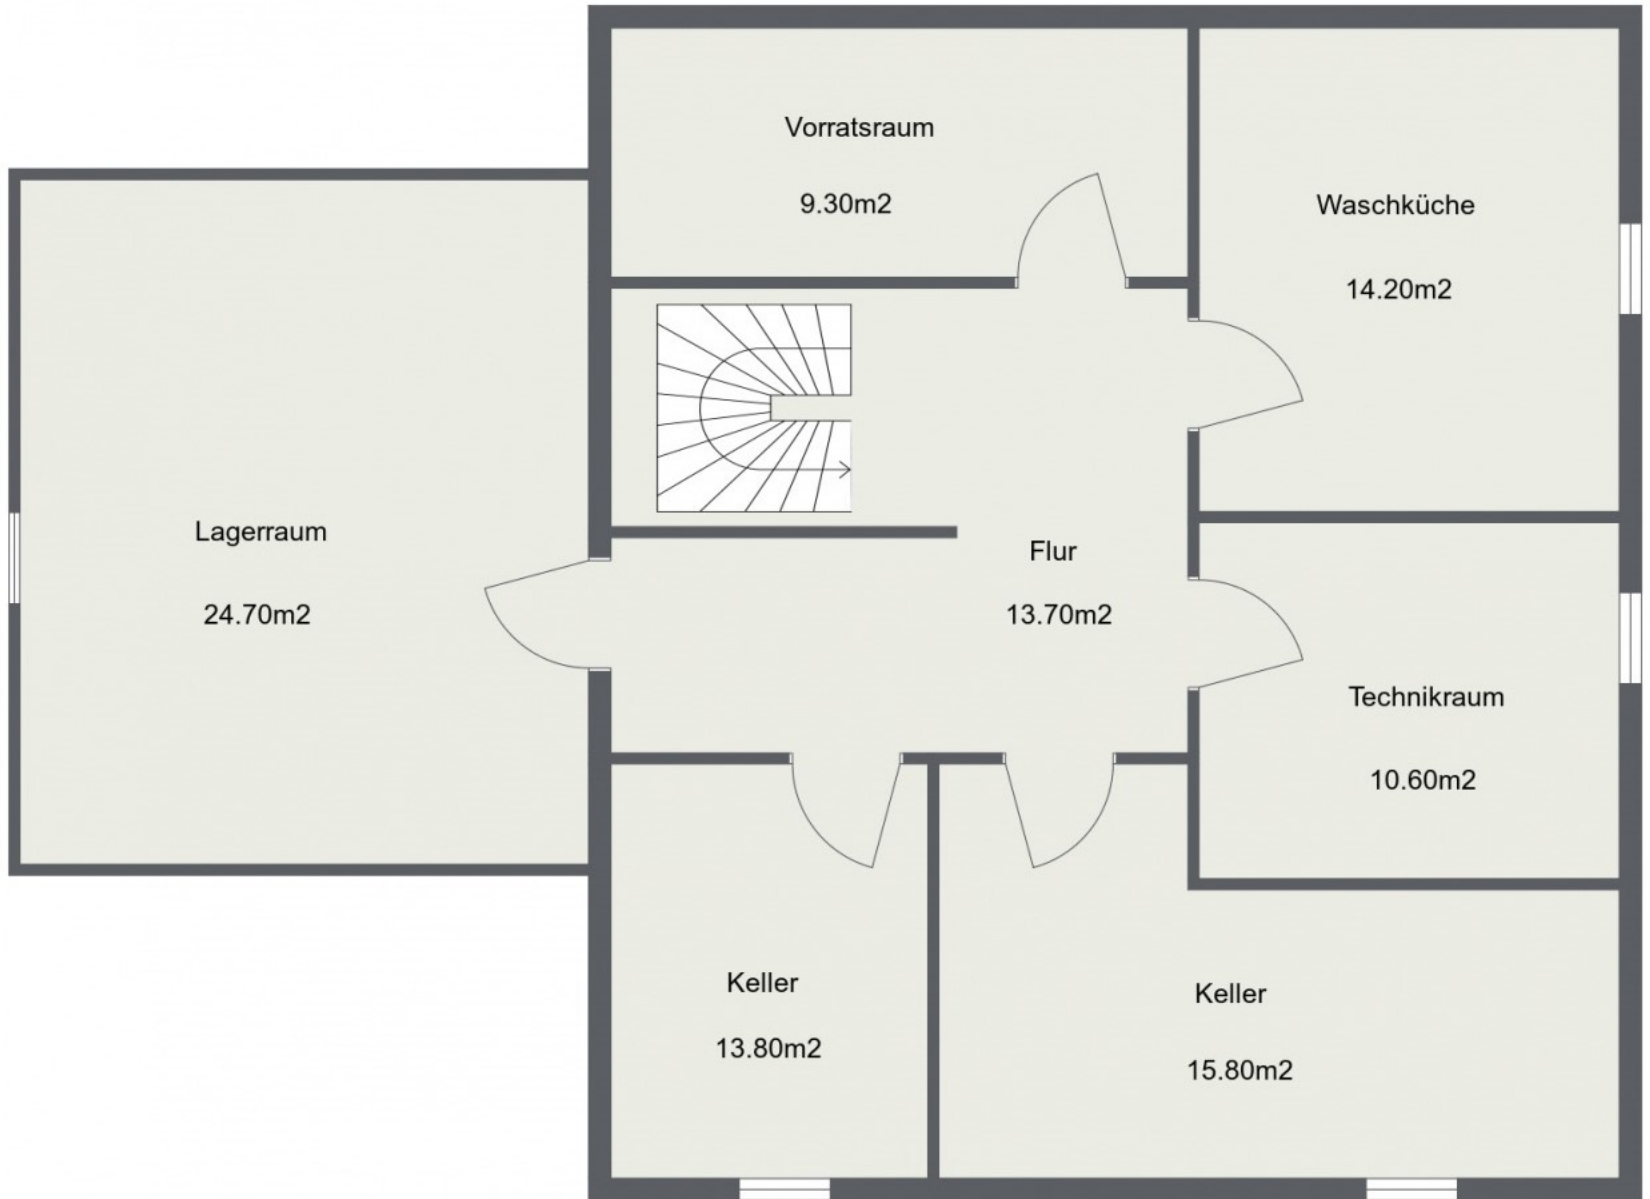 Vorratsraum
9.30m2
Waschküche
14.20m2
Lagerraum
24.70m2
Flur
13.70m2
Technikraum
10.60m2
Keller
13.80m2
Keller
15.80m2